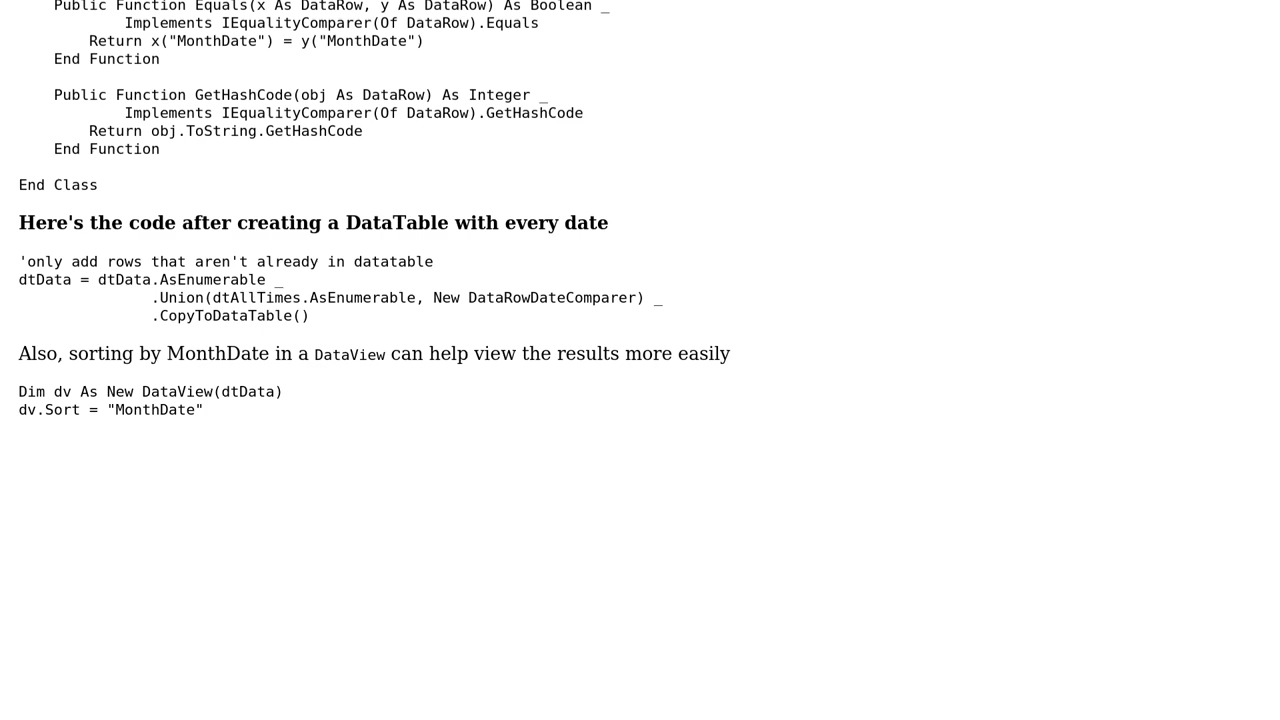 Public Function Equals(x As DataRow, y As DataRow) As Boolean _
            Implements IEqualityComparer(Of DataRow).Equals
        Return x("MonthDate") = y("MonthDate")
    End Function

    Public Function GetHashCode(obj As DataRow) As Integer _
            Implements IEqualityComparer(Of DataRow).GetHashCode
        Return obj.ToString.GetHashCode
    End Function

End Class
Here's the code after creating a DataTable with every date
'only add rows that aren't already in datatable
dtData = dtData.AsEnumerable _
               .Union(dtAllTimes.AsEnumerable, New DataRowDateComparer) _
               .CopyToDataTable()
Also, sorting by MonthDate in a DataView can help view the results more easily
Dim dv As New DataView(dtData)
dv.Sort = "MonthDate"